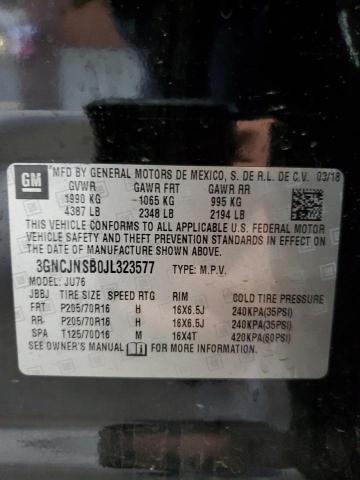 GM
MFD BY GENERAL MOTORS DE MEXICO, S. DE R.L. DE C.V. 03/18
GVWR GAWR FRT GAWR RR
1990 KG 1065 KG 995 KG
4387 LB 2348 LB 2194 LB
THIS VEHICLE CONFORMS TO ALL APPLICABLE U.S. FEDERAL
MOTOR VEHICLE SAFETY, BUMPER, AND THEFT PREVENTION
STANDARDS IN EFFECT ON THE DATE OF MANUFACTURE
SHOWN ABOVE.
3GNCJNSB0JL323577 TYPE: M.P.V.
MODEL: JU76
JBBJ TIRE SIZE SPEED RTG RIM COLD TIRE PRESSURE
FRT P205/70R16 H 16X6.5J 240KPA(35PSI)
RR P205/70R16 H 16X6.5J 240KPA(35PSI)
SPA T125/70D16 M 16X4T 420KPA(60PSI)
SEE OWNER'S MANUAL FOR MORE INFORMATION.